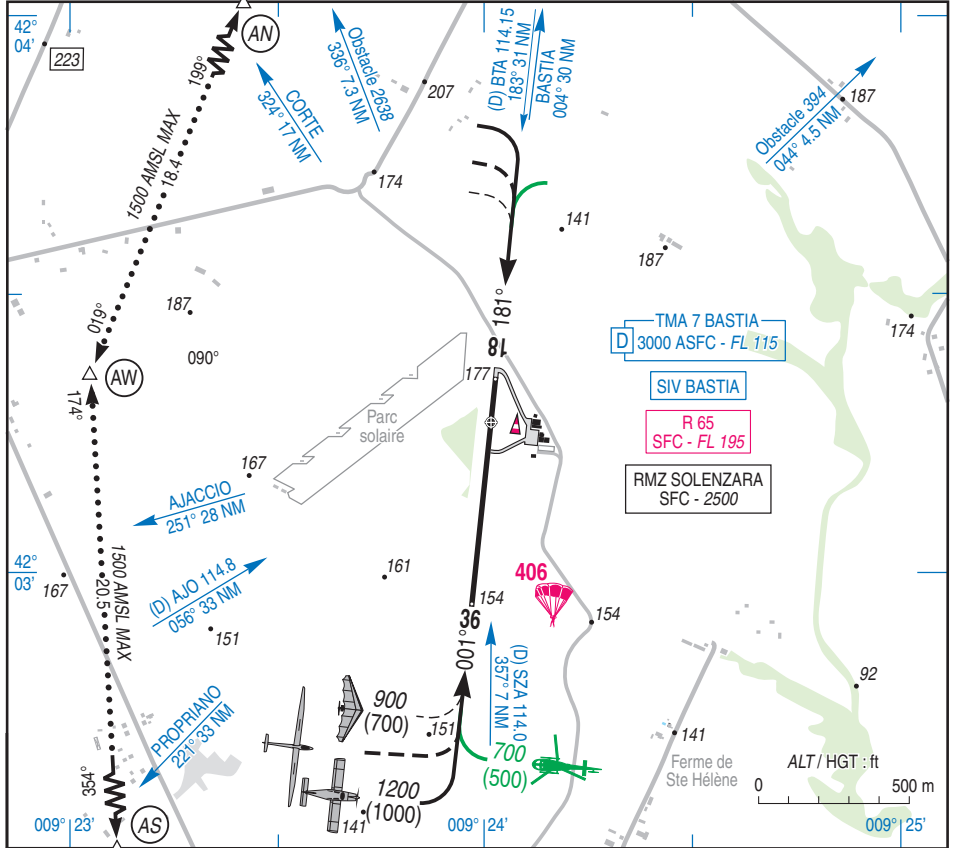 42°
04'
223
AN
199°
1500 AMSL MAX
18.4
019°
CORTE
324° 17 NM
Obstacle 2638
336° 7.3 NM
207
(D) BTA 114.15
183° 31 NM
BASTIA
004° 30 NM
Obstacle 394
044° 4.5 NM
187
174
141
187
187
090°
181°
18
177
174
TMA 7 BASTIA
D
3000 ASFC - FL 115
SIV BASTIA
R 65
SFC - FL 195
RMZ SOLENZARA
SFC - 2500
AW
174°
Parc
solaire
167
AJACCIO
251° 28 NM
42°
03'
167
1500 AMSL MAX
20.5
(D) AJO 114.8
056° 33 NM
161
151
406
154
154
36
001°
(D) SZA 114.0
357° 7 NM
92
PROPRIANO
221° 33 NM
900
(700)
151
700
(500)
1200
(1000)
141
141
Ferme de
Ste Hélène
ALT / HGT : ft
0 500 m
354°
AS
009° 23'
009° 24'
009° 25'